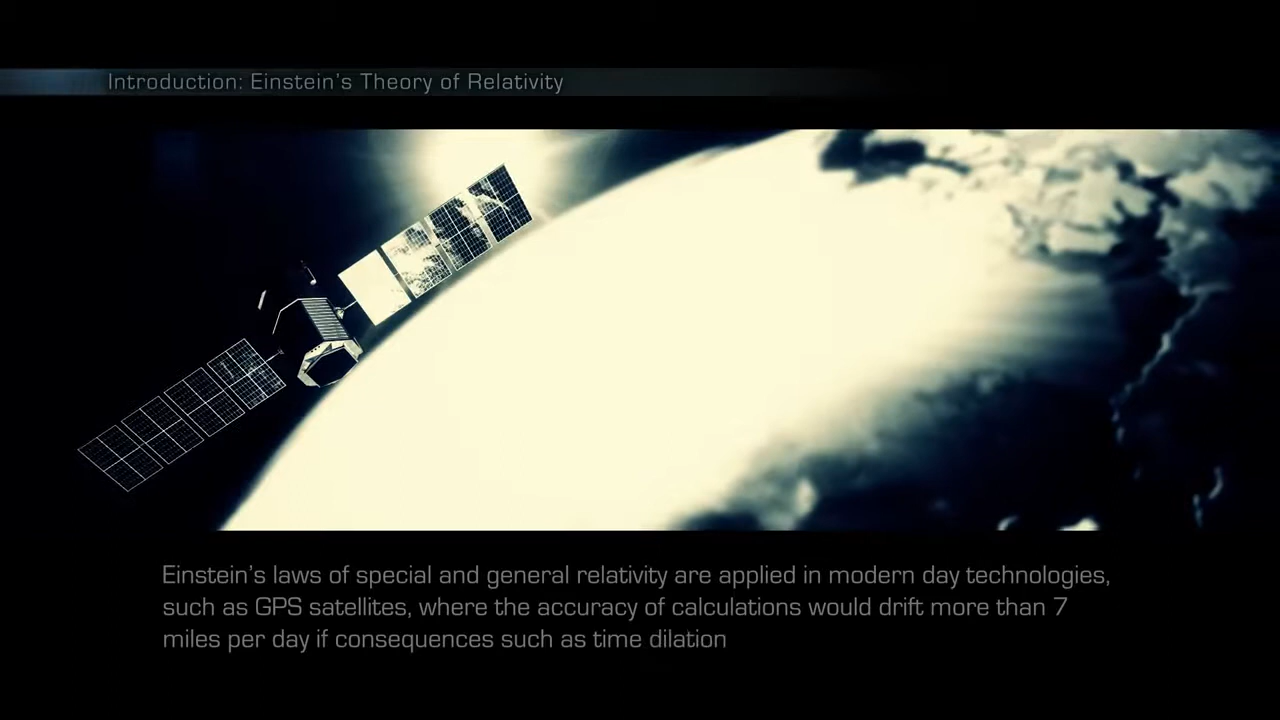 Introduction: Einstein's Theory of Relativity
Einstein's laws of special and general relativity are applied in modern day technologies,
such as GPS satellites, where the accuracy of calculations would drift more than 7
miles per day if consequences such as time dilation